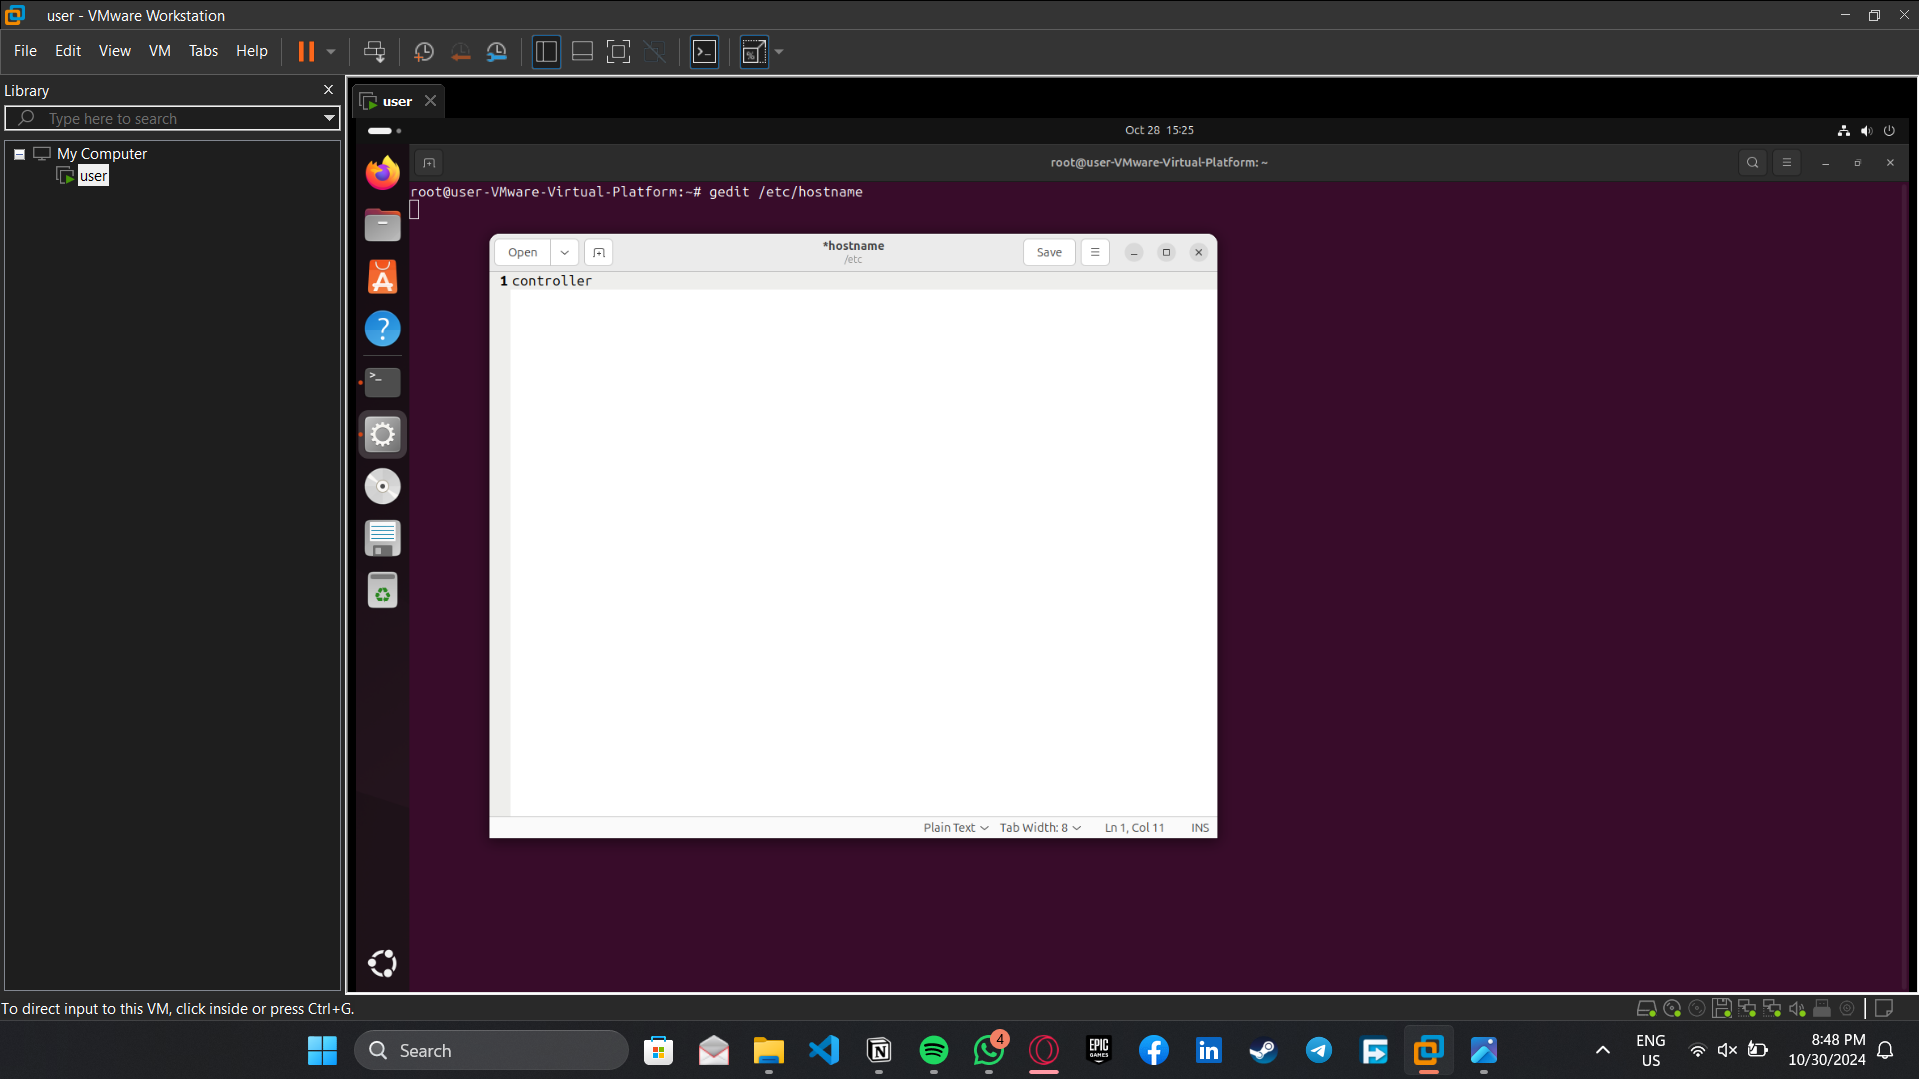 user - VMware Workstation
File Edit View VM Tabs Help
Library
Type here to search
My Computer
user
user
Oct 28 15:25
root@user-VMware-Virtual-Platform: ~
root@user-VMware-Virtual-Platform:~# gedit /etc/hostname
Open
*hostname
/etc
Save
1 controller
Plain Text
Tab Width: 8
Ln 1, Col 11
INS
To direct input to this VM, click inside or press Ctrl+G.
Search
4
EPIC
GAMES
ENG
US
8:48 PM
10/30/2024